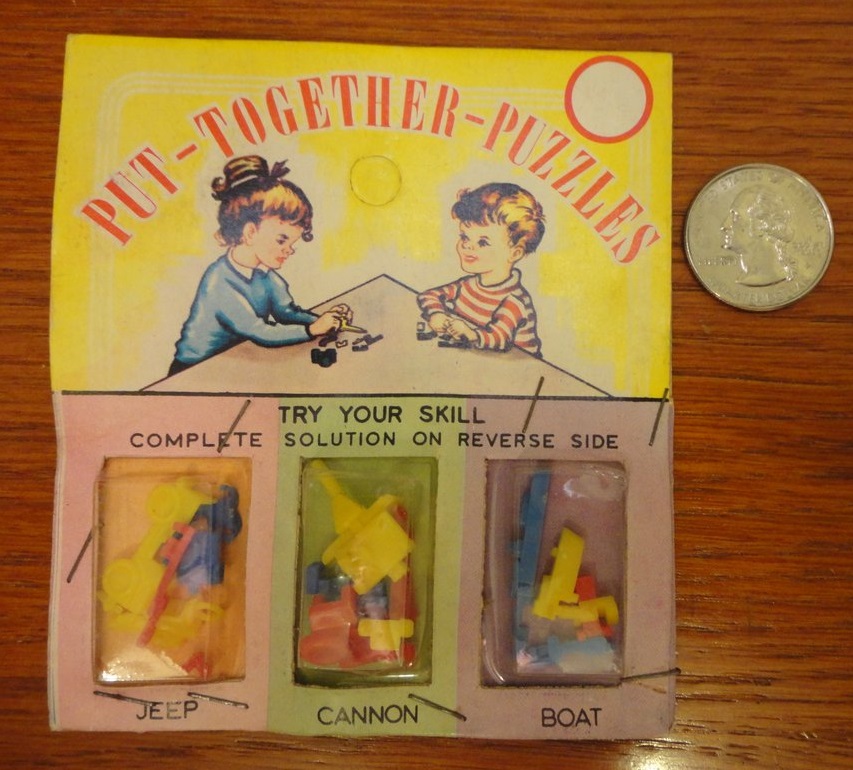 PUT-TOGETHER-PUZZLES
TRY YOUR SKILL
COMPLETE SOLUTION ON REVERSE SIDE
JEEP
CANNON
BOAT